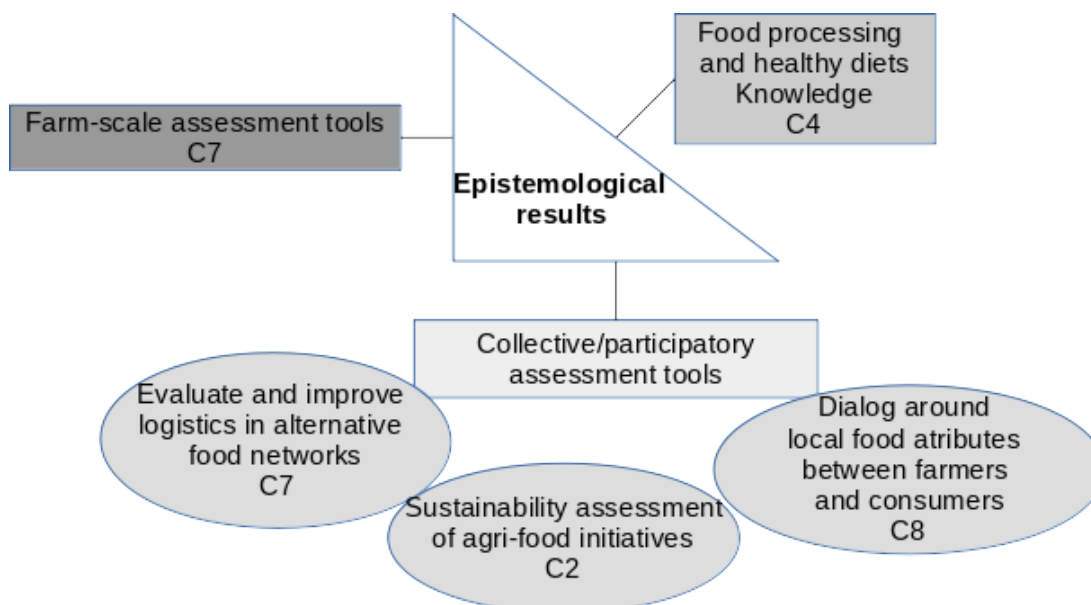 Food processing
and healthy diets
Knowledge
C4
Farm-scale assessment tools
C7
Epistemological
results
Collective/participatory
assessment tools
Evaluate and improve
logistics in alternative
food networks
C7
Sustainability assessment
of agri-food initiatives
C2
Dialog around
local food atributes
between farmers
and consumers
C8